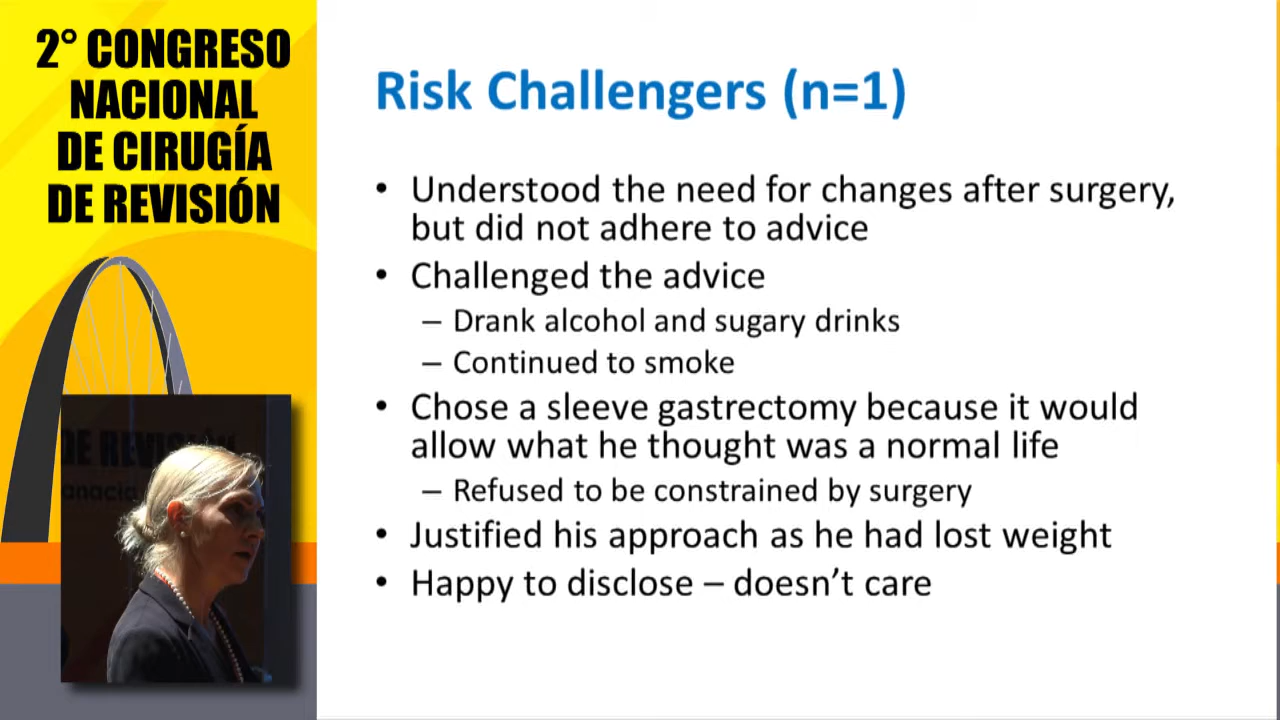 2° CONGRESO
NACIONAL
DE CIRUGÍA
DE REVISIÓN
Risk Challengers (n=1)
• Understood the need for changes after surgery,
but did not adhere to advice
• Challenged the advice
– Drank alcohol and sugary drinks
– Continued to smoke
• Chose a sleeve gastrectomy because it would
allow what he thought was a normal life
– Refused to be constrained by surgery
• Justified his approach as he had lost weight
• Happy to disclose – doesn't care
DE REVISIÓN